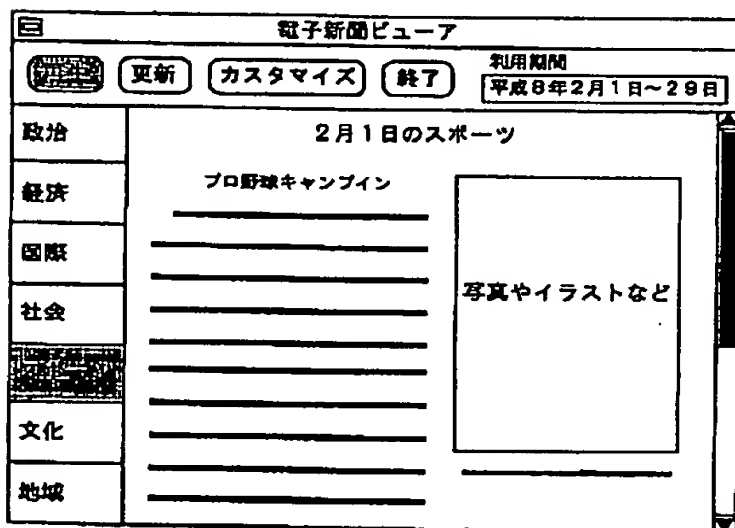 電子新聞ビューア
更新 カスタマイズ 終了
利用期間
平成8年2月1日~29日
政治
経済
国際
社会
文化
地域
2月1日のスポーツ
プロ野球キャンプイン
写真やイラストなど